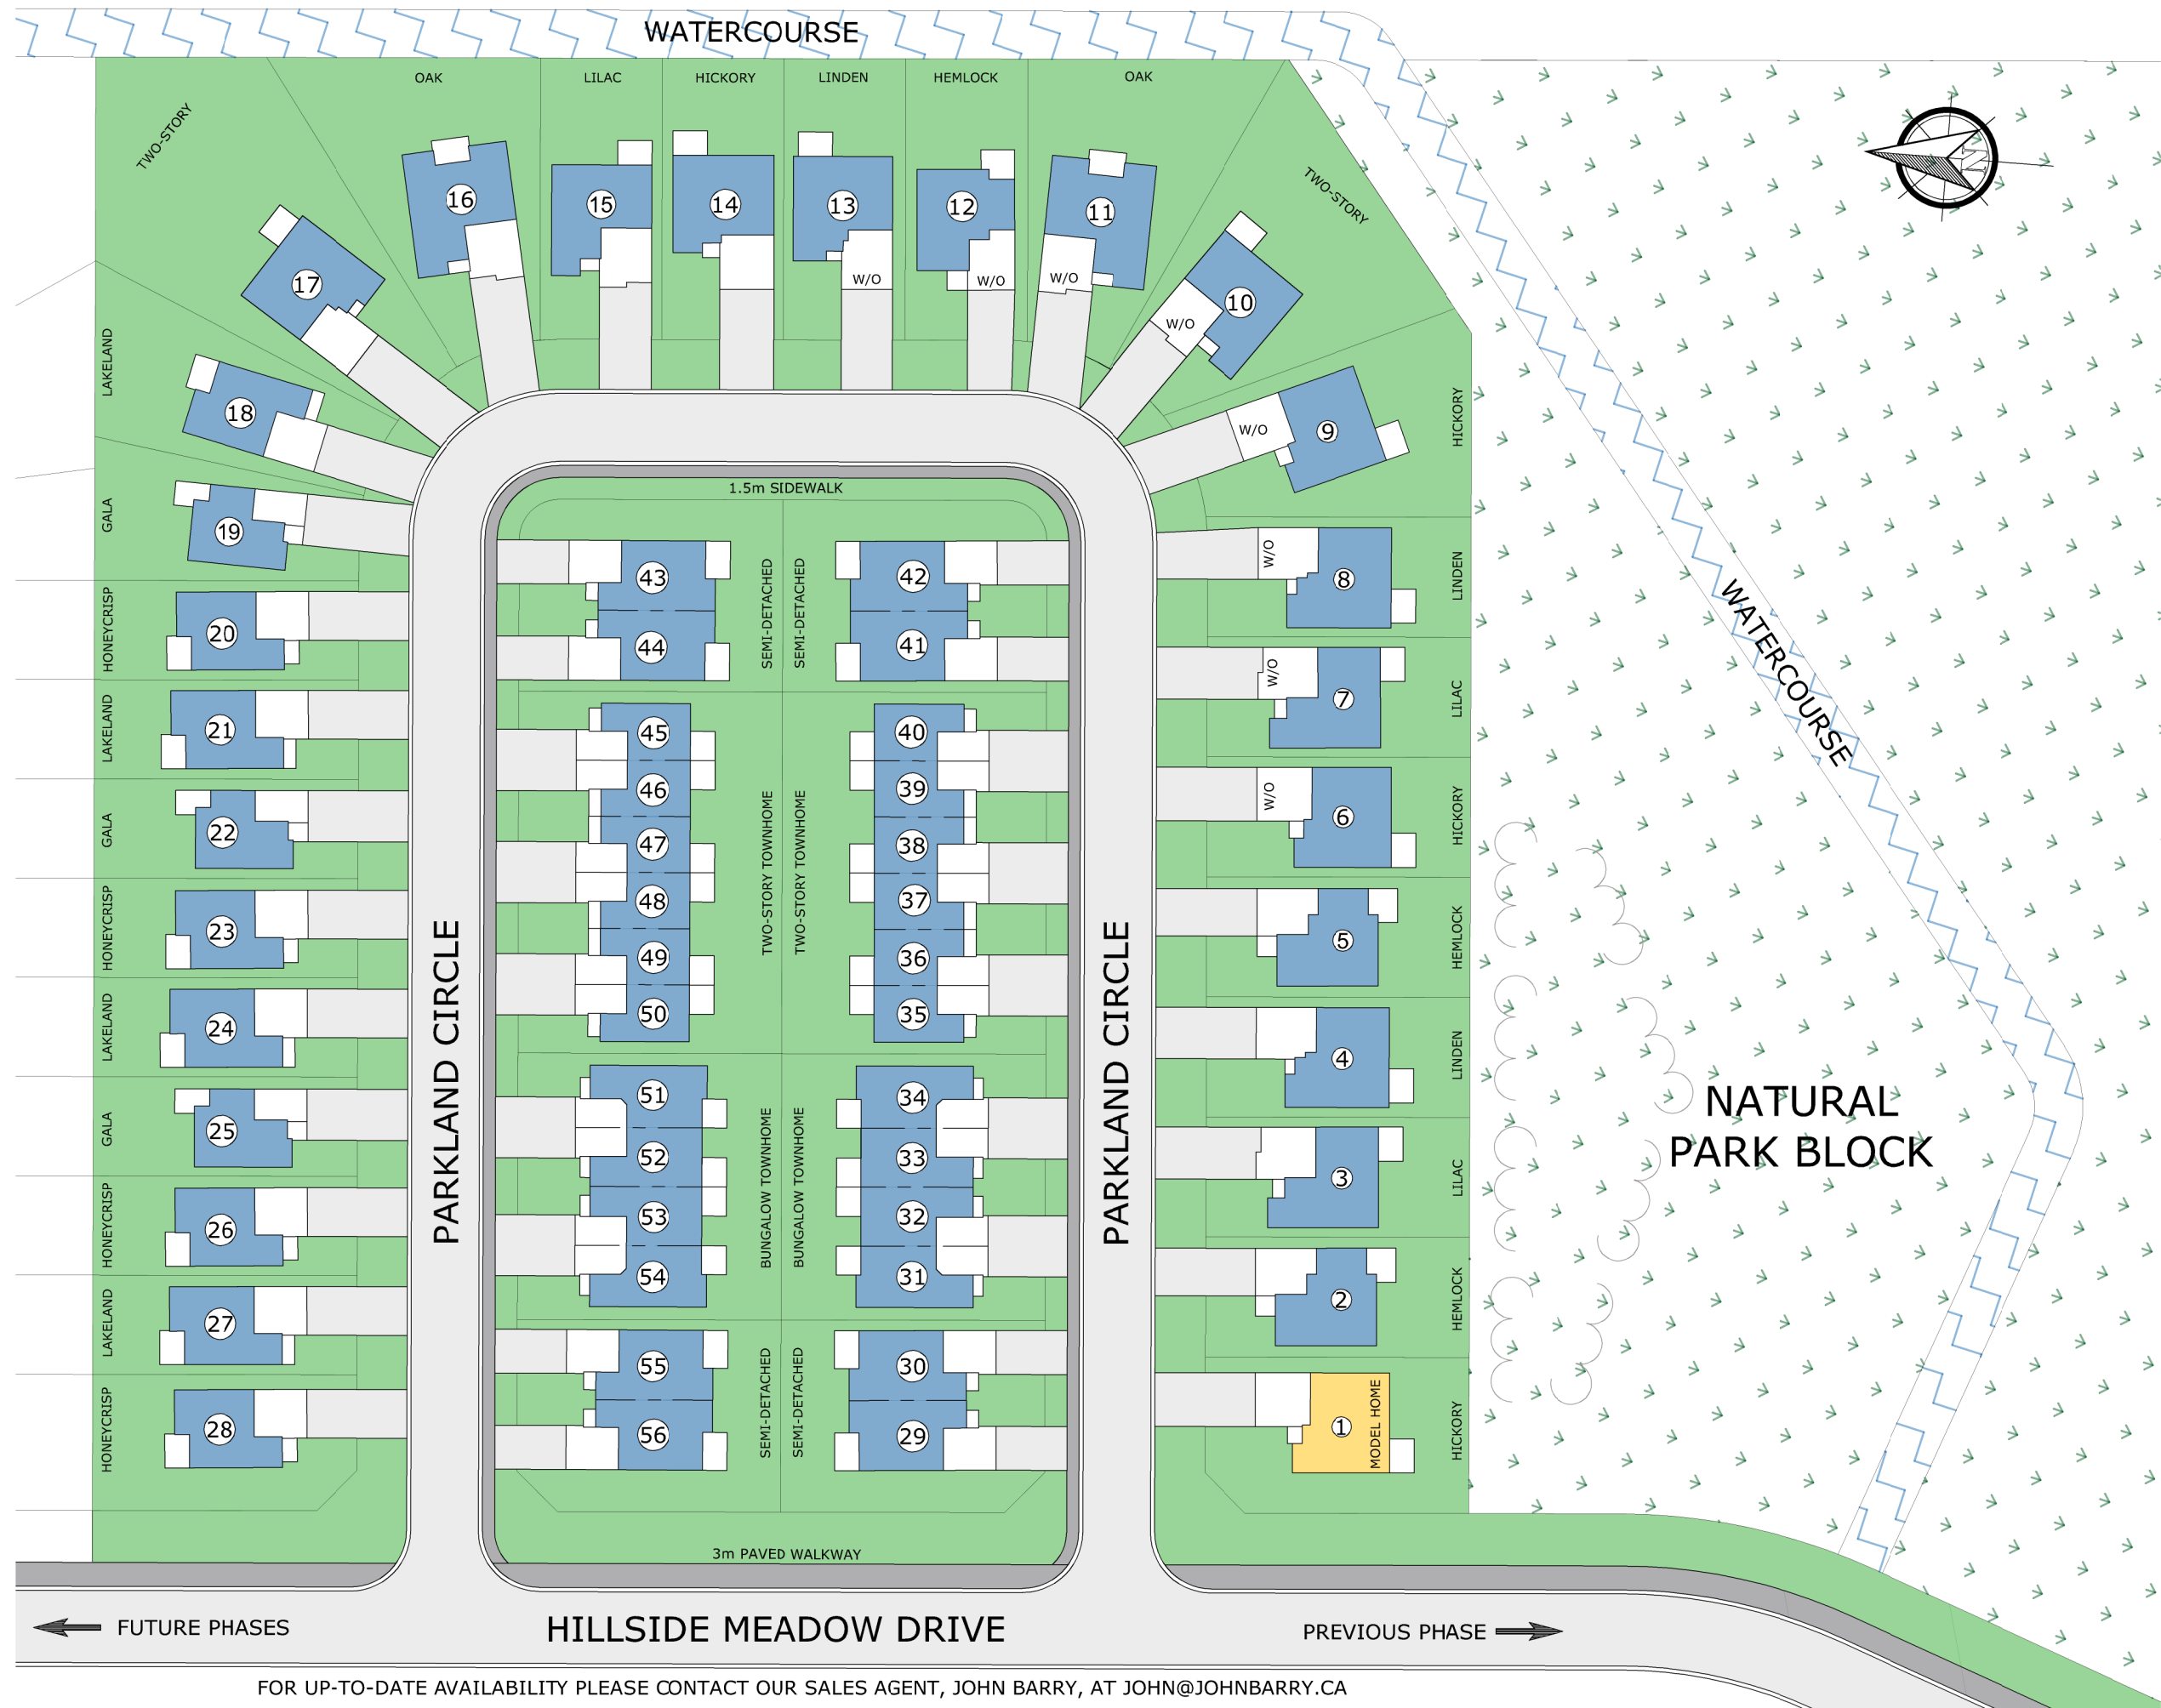 WATERCOURSE
OAK
LILAC
HICKORY
LINDEN
HEMLOCK
OAK
TWO-STORY
TWO-STORY
N
16
15
14
13
12
11
W/O
W/O
W/O
17
10
W/O
LAKELAND
18
9
W/O
HICKORY
1.5m SIDEWALK
GALA
19
43
SEMI-DETACHED
SEMI-DETACHED
42
W/O
8
LINDEN
HONEYCRISP
20
44
41
WATERCOURSE
LAKELAND
21
45
40
W/O
7
LILAC
46
39
GALA
22
47
TWO-STORY TOWNHOME
TWO-STORY TOWNHOME
38
W/O
6
HICKORY
HONEYCRISP
23
48
37
5
HEMLOCK
49
36
LAKELAND
24
50
35
4
LINDEN
PARKLAND CIRCLE
PARKLAND CIRCLE
NATURAL
PARK BLOCK
GALA
25
51
34
52
BUNGALOW TOWNHOME
BUNGALOW TOWNHOME
33
3
LILAC
HONEYCRISP
26
53
32
54
31
2
HEMLOCK
LAKELAND
27
55
SEMI-DETACHED
SEMI-DETACHED
30
HONEYCRISP
28
56
29
1
MODEL HOME
HICKORY
3m PAVED WALKWAY
FUTURE PHASES
HILLSIDE MEADOW DRIVE
PREVIOUS PHASE
FOR UP-TO-DATE AVAILABILITY PLEASE CONTACT OUR SALES AGENT, JOHN BARRY, AT JOHN@JOHNBARRY.CA